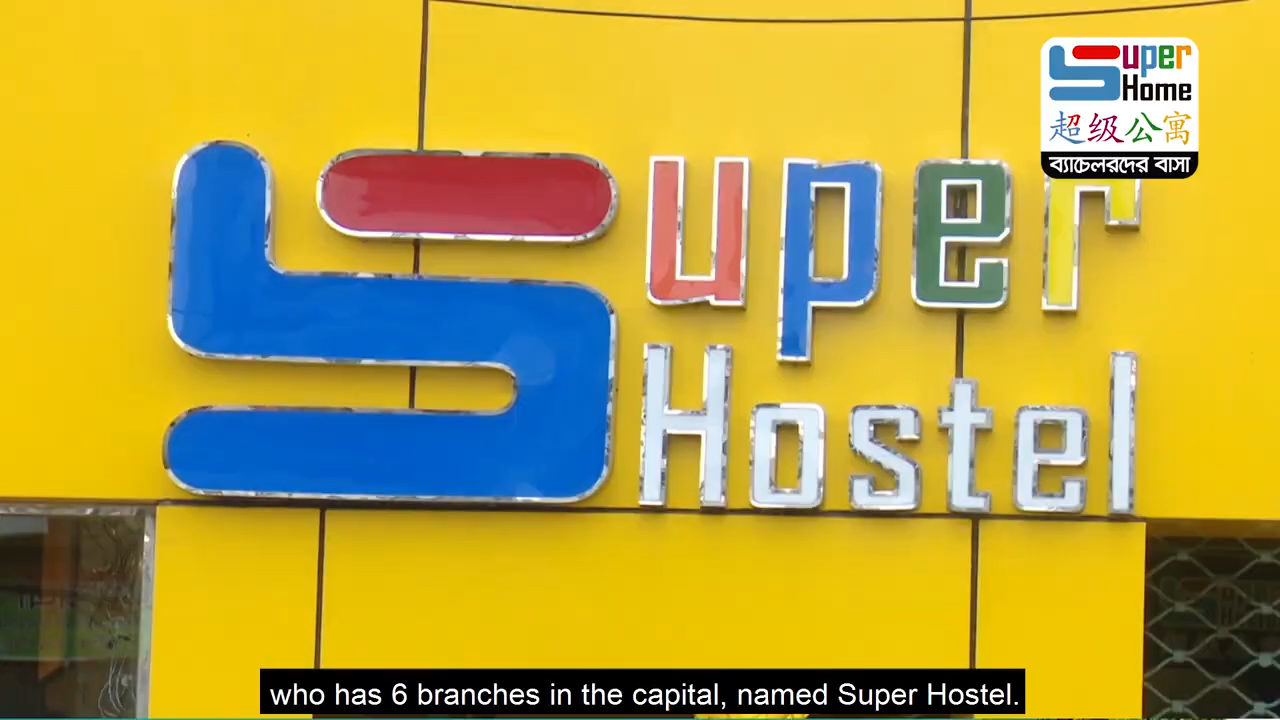 Super
Home
超级公寓
ব্যাচেলরদের বাসা
Super
Hostel
who has 6 branches in the capital, named Super Hostel.